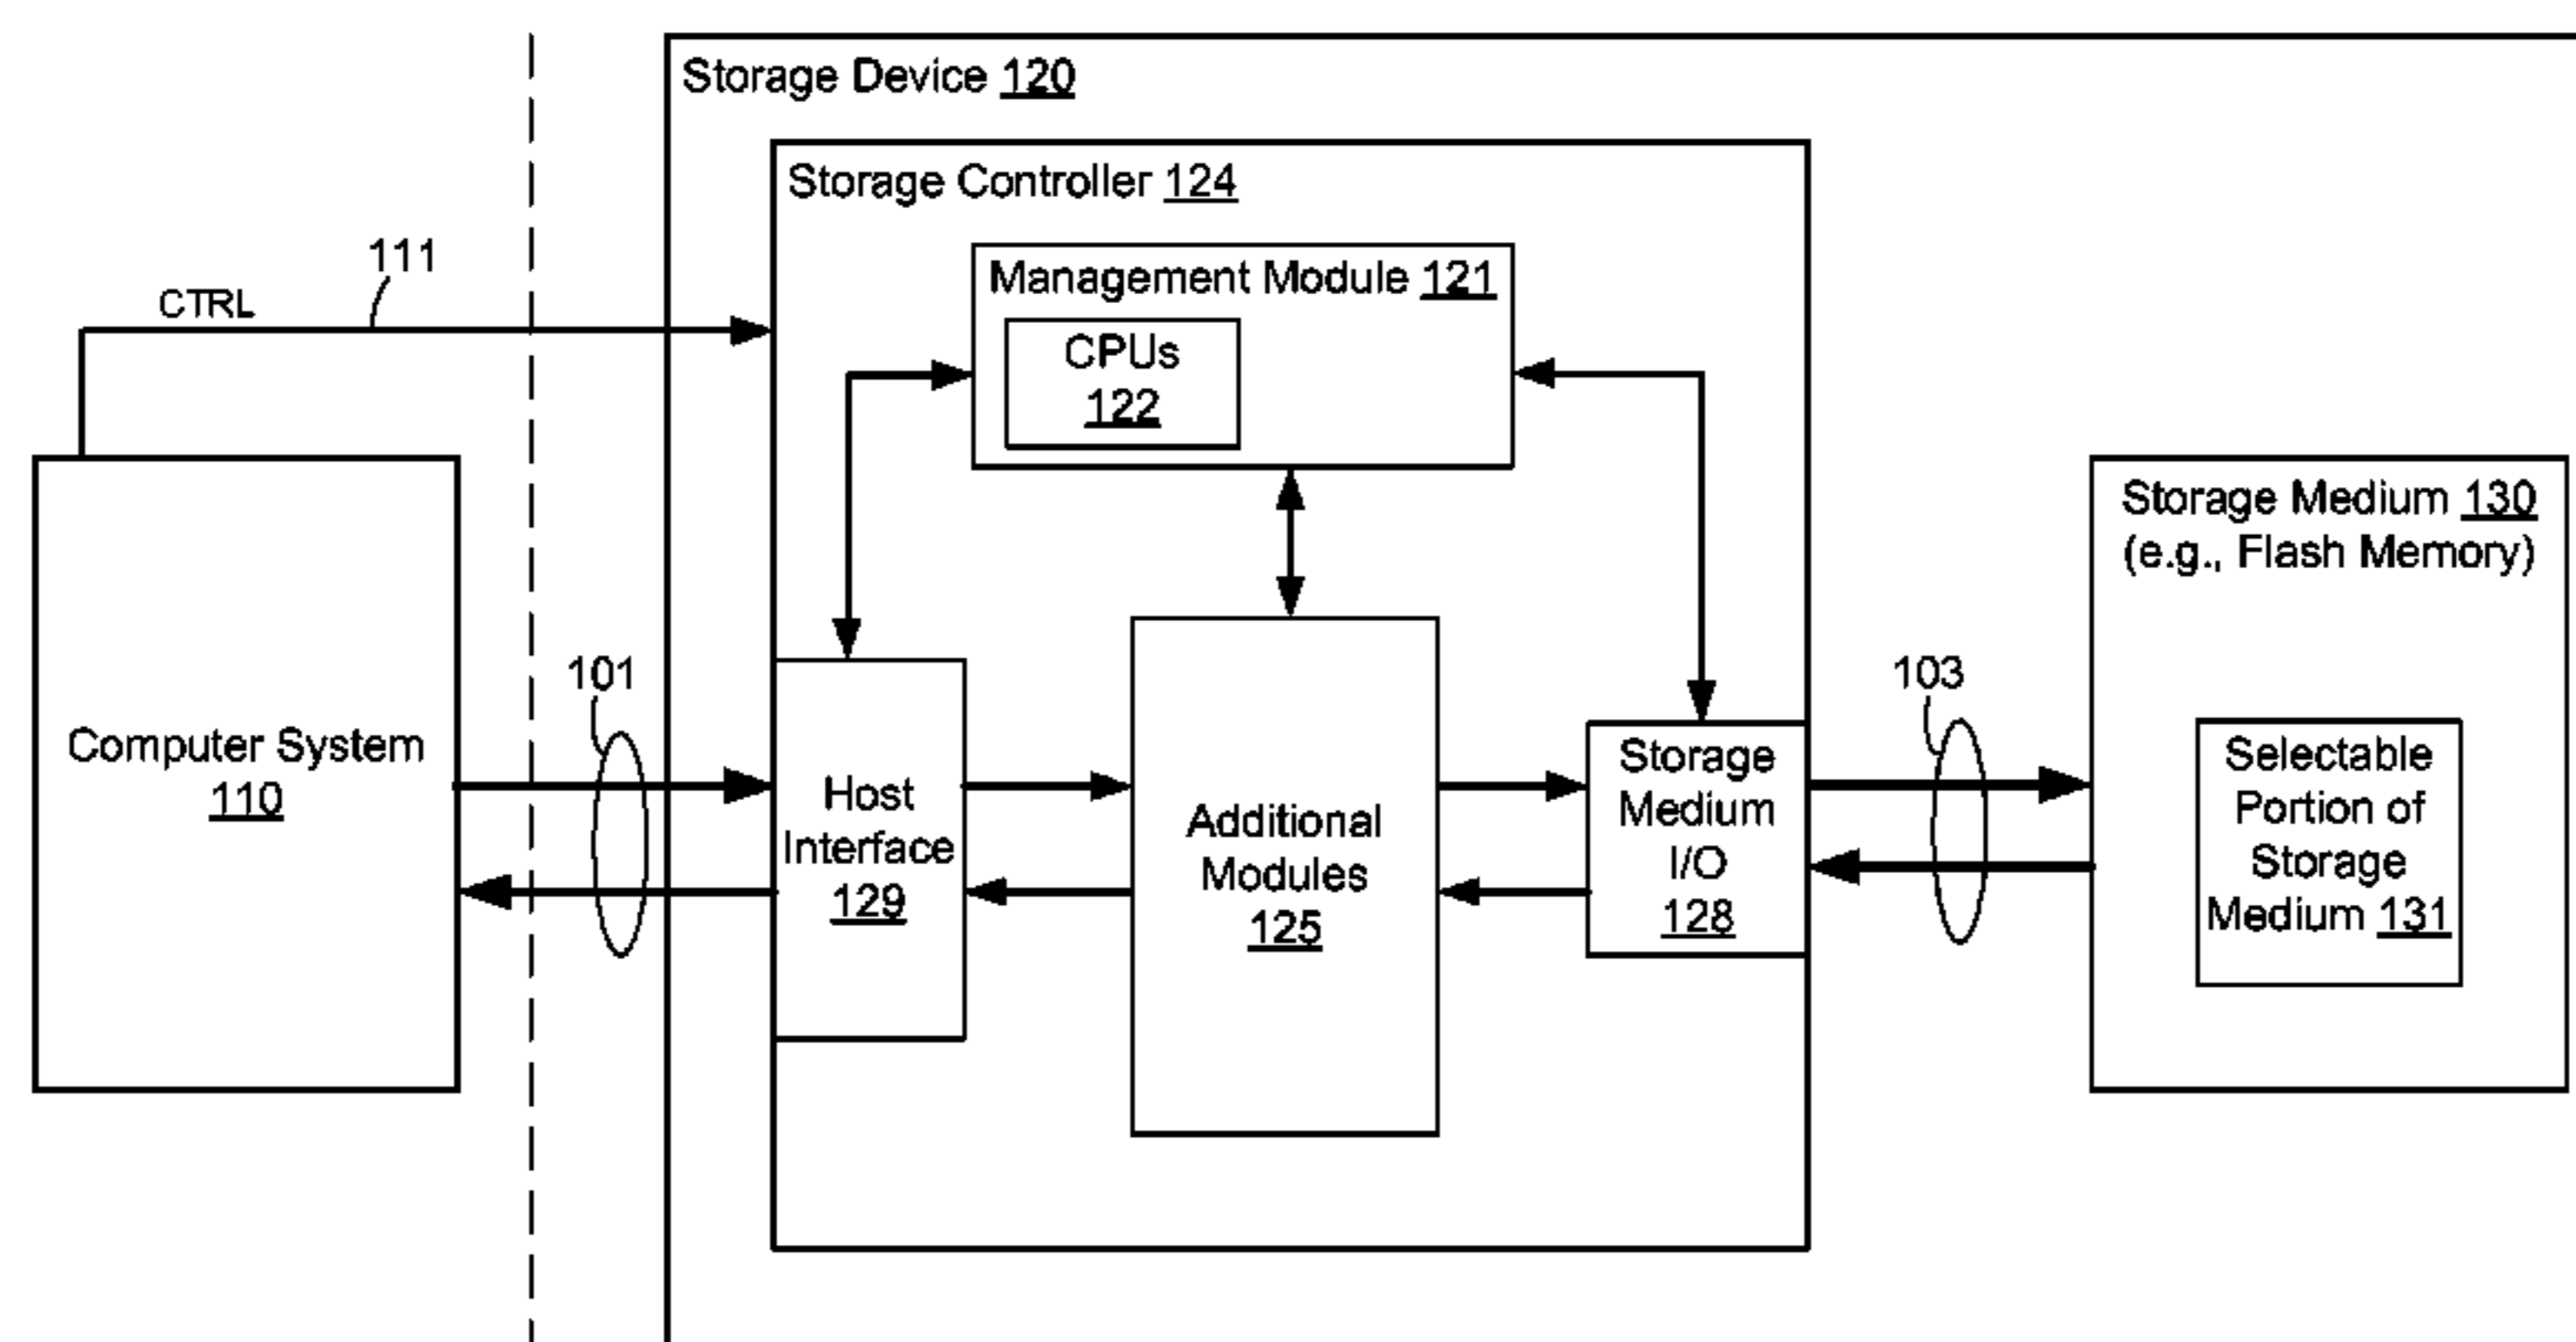 Storage Device 120
Storage Controller 124
111
CTRL
Management Module 121
CPUs
122
Storage Medium 130
(e.g., Flash Memory)
101
103
Computer System
110
Host
Interface
129
Additional
Modules
125
Storage
Medium
I/O
128
Selectable
Portion of
Storage
Medium 131